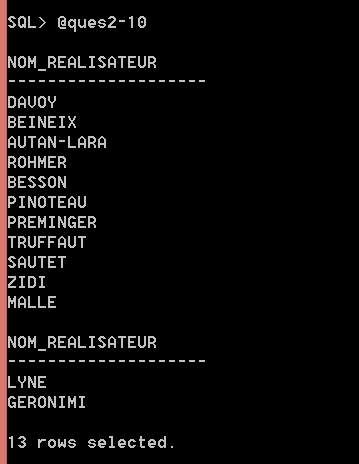 SQL> @ques2-10
NOM_REALISATEUR
--------------------
DAVOY
BEINEIX
AUTAN-LARA
ROHMER
BESSON
PINOTEAU
PREMINGER
TRUFFAUT
SAUTET
ZIDI
MALLE
NOM_REALISATEUR
--------------------
LYNE
GERONIMI
13 rows selected.